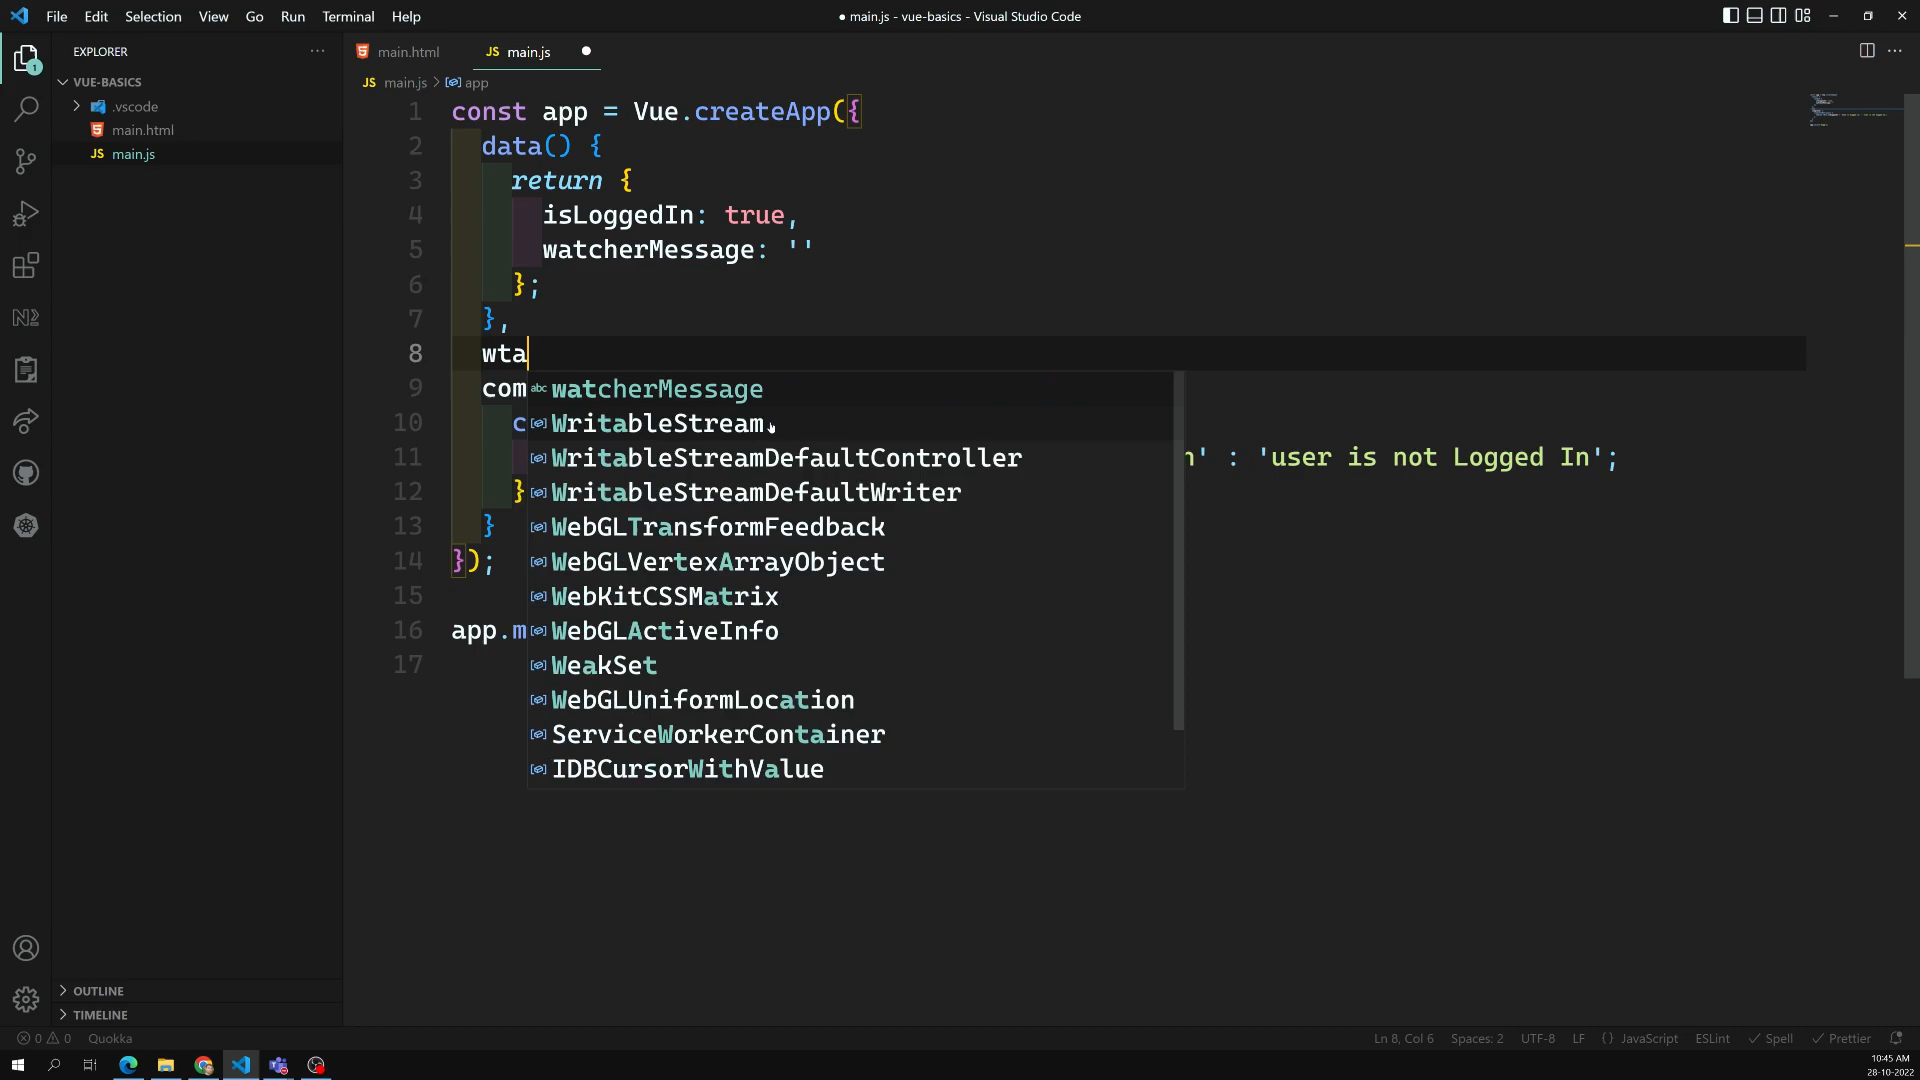 File Edit Selection View Go Run Terminal Help
● main.js - vue-basics - Visual Studio Code
EXPLORER
VUE-BASICS
.vscode
main.html
JS main.js
OUTLINE
TIMELINE
1
main.html
JS main.js
JS main.js > app
1 const app = Vue.createApp({
2 data() {
3 return {
4 isLoggedIn: true,
5 watcherMessage: ''
6 };
7 },
8 wta
9 com
10 c
11 n' : 'user is not Logged In';
12 }
13 }
14 });
15
16 app.m
17
abc watcherMessage
WritableStream
WritableStreamDefaultController
WritableStreamDefaultWriter
WebGLTransformFeedback
WebGLVertexArrayObject
WebKitCSSMatrix
WebGLActiveInfo
WeakSet
WebGLUniformLocation
ServiceWorkerContainer
IDBCursorWithValue
0 0 Quokka
Ln 8, Col 6 Spaces: 2 UTF-8 LF {} JavaScript ESLint ✓ Spell ✓ Prettier
10:45 AM
28-10-2022